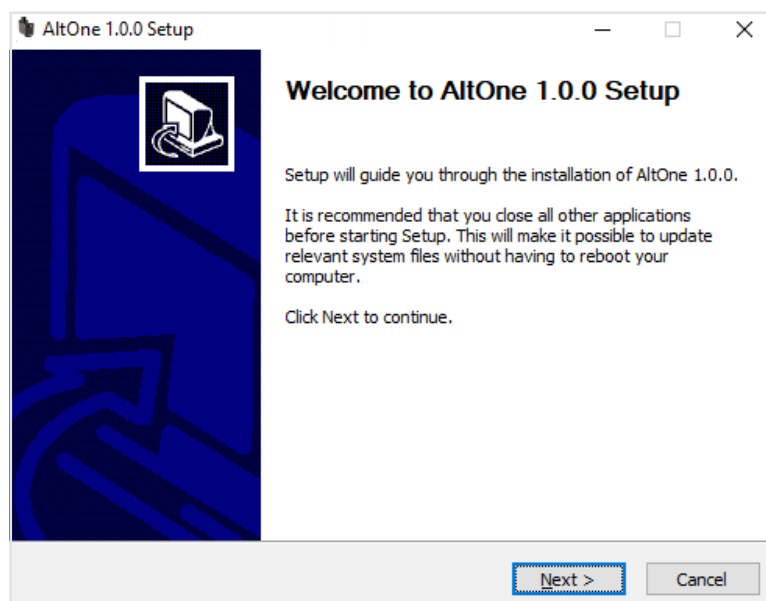 AltOne 1.0.0 Setup
Welcome to AltOne 1.0.0 Setup
Setup will guide you through the installation of AltOne 1.0.0.
It is recommended that you close all other applications
before starting Setup. This will make it possible to update
relevant system files without having to reboot your
computer.
Click Next to continue.
Next >
Cancel